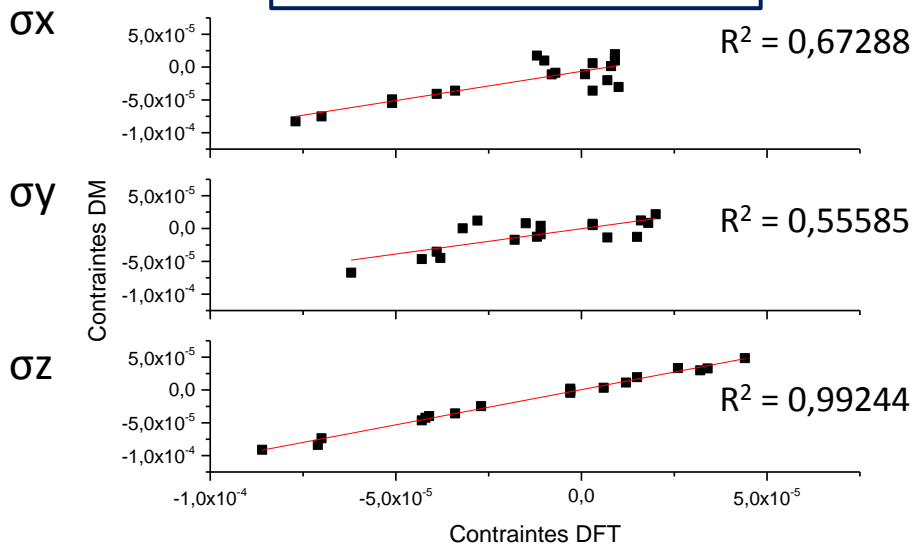 σx
5,0x10⁻⁵
0,0
-5,0x10⁻⁵
-1,0x10⁻⁴
R² = 0,67288
σy
5,0x10⁻⁵
0,0
-5,0x10⁻⁵
-1,0x10⁻⁴
R² = 0,55585
Contraintes DM
σz
5,0x10⁻⁵
0,0
-5,0x10⁻⁵
-1,0x10⁻⁴
R² = 0,99244
-1,0x10⁻⁴ -5,0x10⁻⁵ 0,0 5,0x10⁻⁵
Contraintes DFT